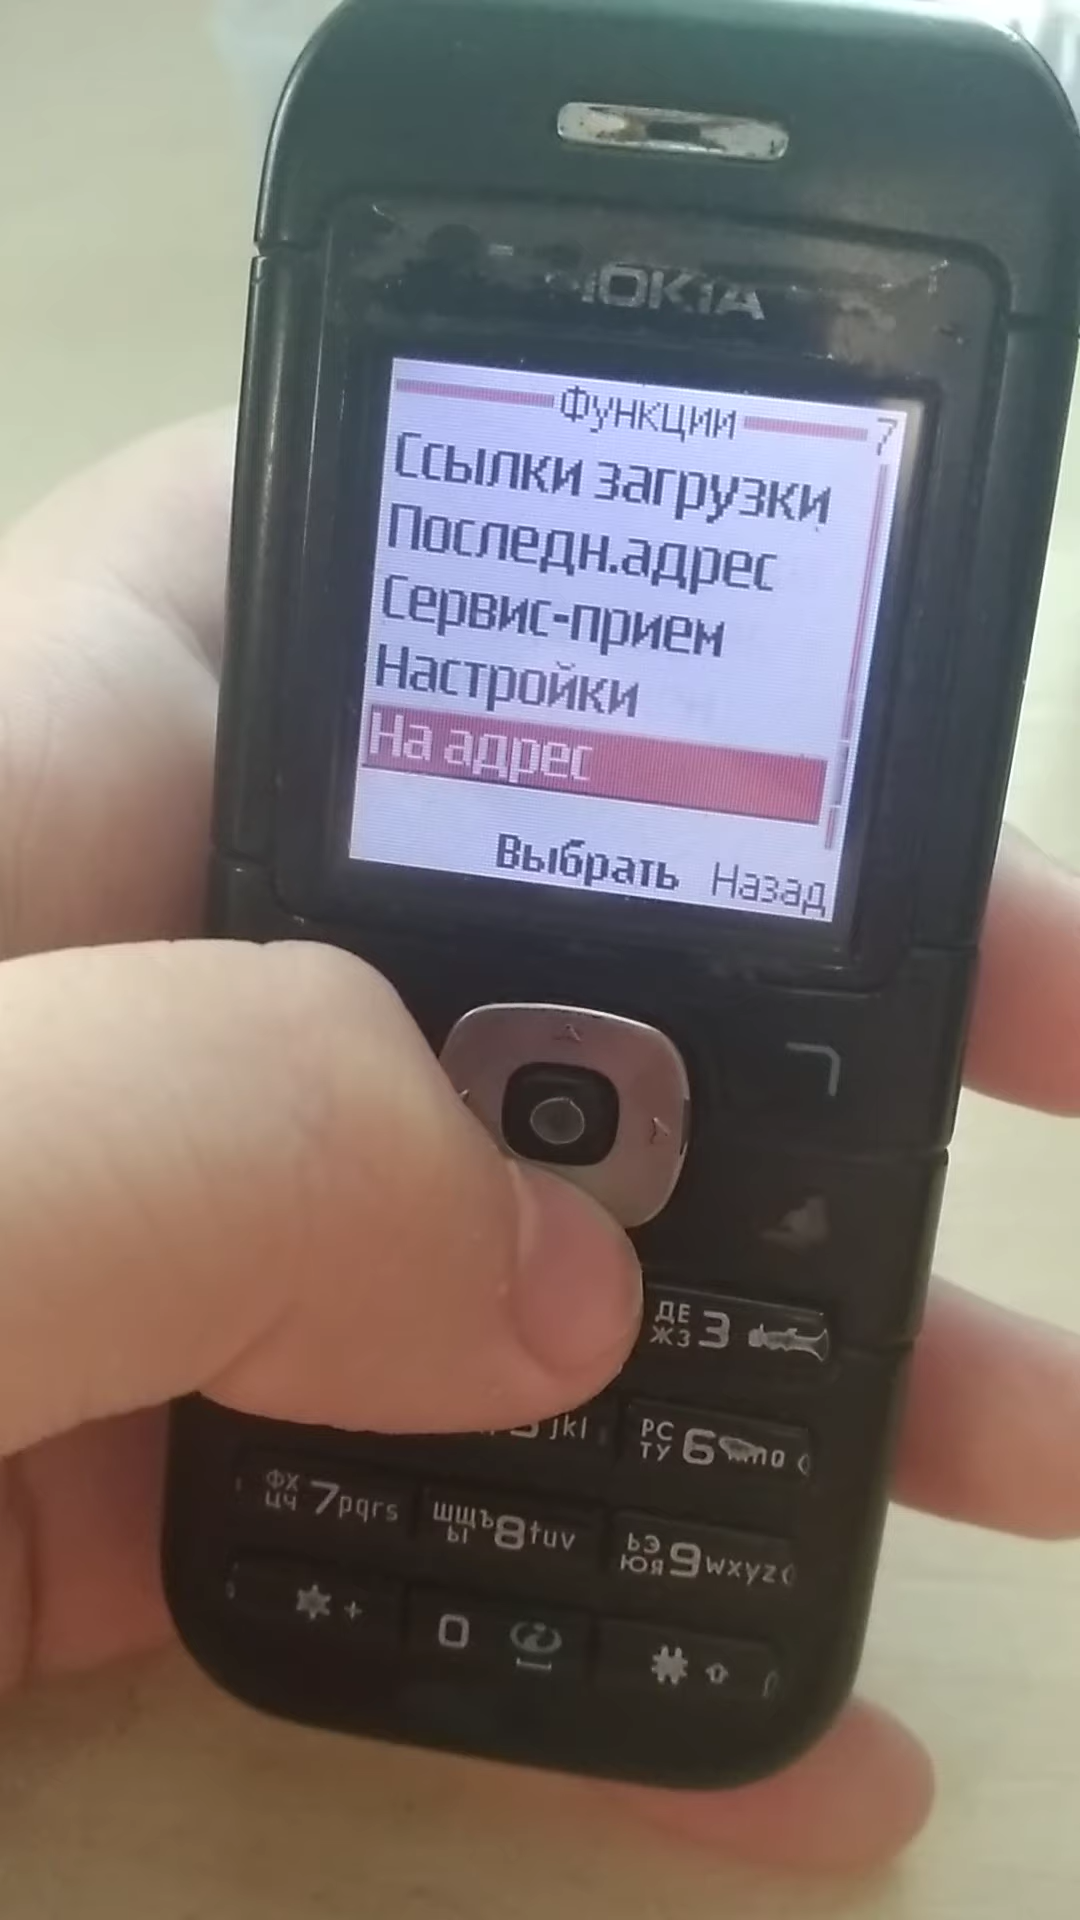 NOKIA
Функции 7
Ссылки загрузки
Последн.адрес
Сервис-прием
Настройки
На адрес
Выбрать Назад
ДЕ ЖЗ 3
jkl РС ТУ 6 mno
ФХ ЦЧ 7pqrs ШЩЪ Ы 8tuv ЬЭ ЮЯ 9wxyz
* + 0 #